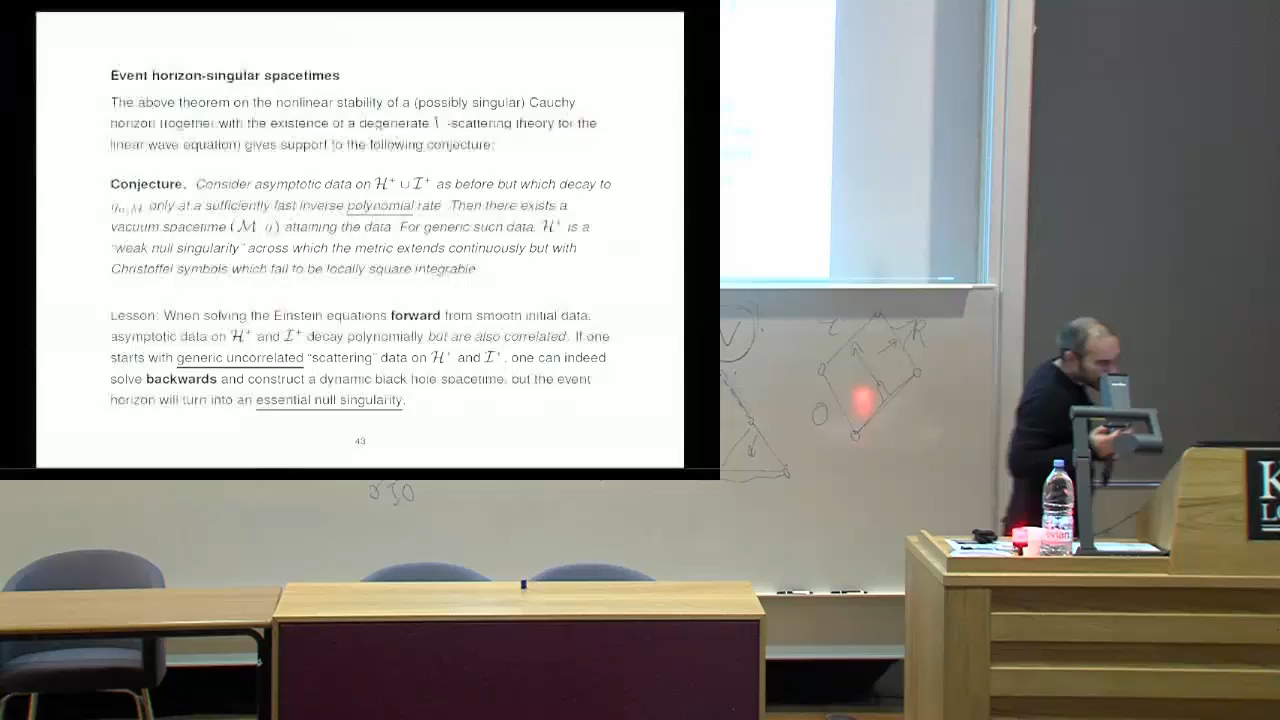 Event horizon-singular spacetimes
The above theorem on the nonlinear stability of a (possibly singular) Cauchy
horizon (together with the existence of a degenerate T-scattering theory for the
linear wave equation) gives support to the following conjecture:
Conjecture. Consider asymptotic data on H⁺ ∪ I⁺ as before but which decay to
g_{a,M} only at a sufficiently fast inverse polynomial rate. Then there exists a
vacuum spacetime (M, g) attaining the data. For generic such data, H⁺ is a
"weak null singularity" across which the metric extends continuously but with
Christoffel symbols which fail to be locally square integrable.
Lesson: When solving the Einstein equations forward from smooth initial data,
asymptotic data on H⁺ and I⁺ decay polynomially but are also correlated. If one
starts with generic uncorrelated "scattering" data on H⁺ and I⁺, one can indeed
solve backwards and construct a dynamic black hole spacetime, but the event
horizon will turn into an essential null singularity.
43
R
evian
K
LO